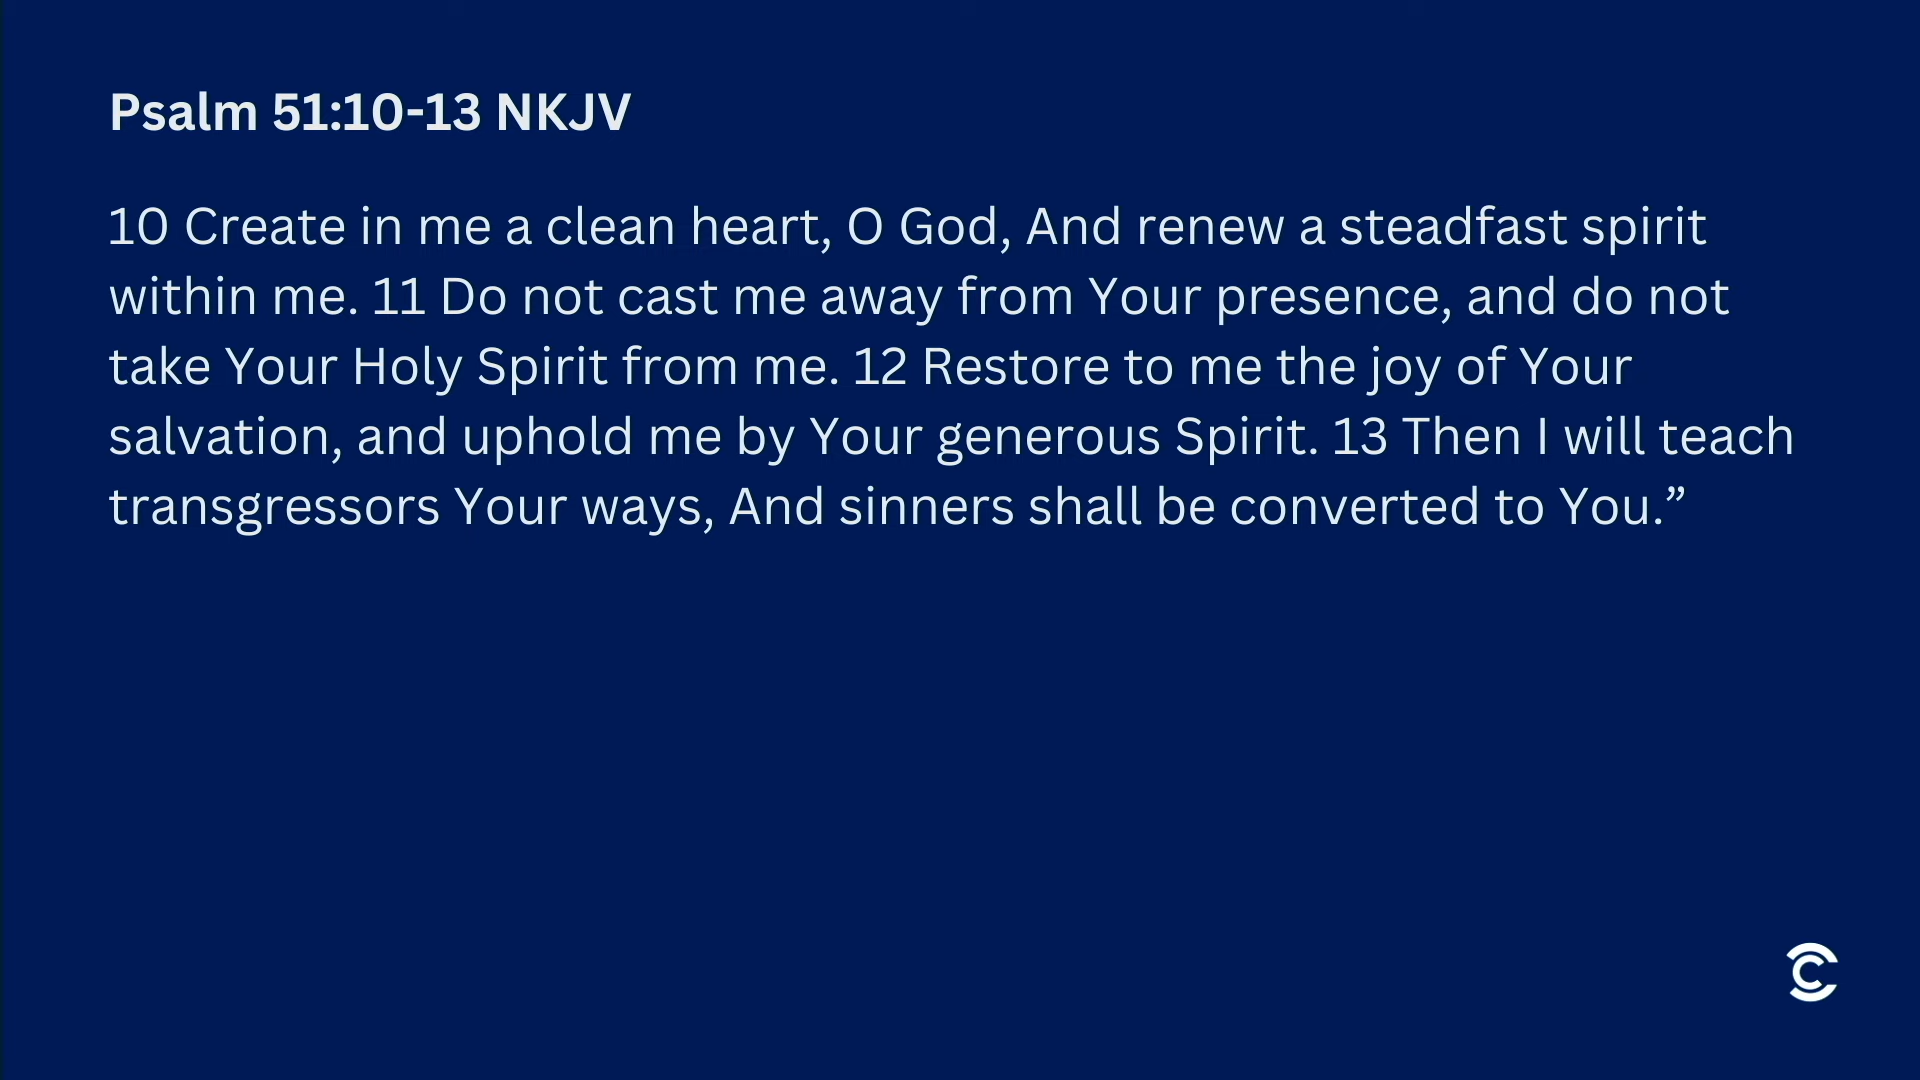 Psalm 51:10-13 NKJV
10 Create in me a clean heart, O God, And renew a steadfast spirit
within me. 11 Do not cast me away from Your presence, and do not
take Your Holy Spirit from me. 12 Restore to me the joy of Your
salvation, and uphold me by Your generous Spirit. 13 Then I will teach
transgressors Your ways, And sinners shall be converted to You.”